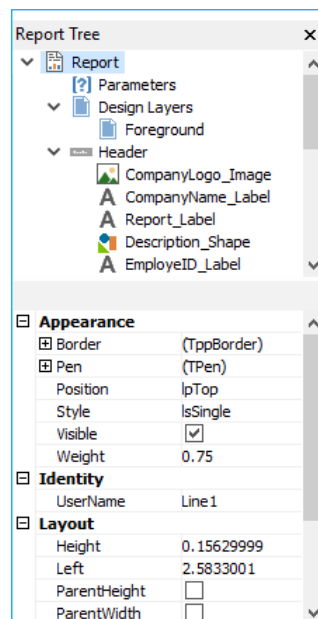 Report Tree
Report
Parameters
Design Layers
Foreground
Header
CompanyLogo_Image
CompanyName_Label
Report_Label
Description_Shape
EmployeID_Label
Appearance
Border (TppBorder)
Pen (TPen)
Position lpTop
Style lsSingle
Visible
Weight 0.75
Identity
UserName Line1
Layout
Height 0.15629999
Left 2.5833001
ParentHeight
ParentWidth